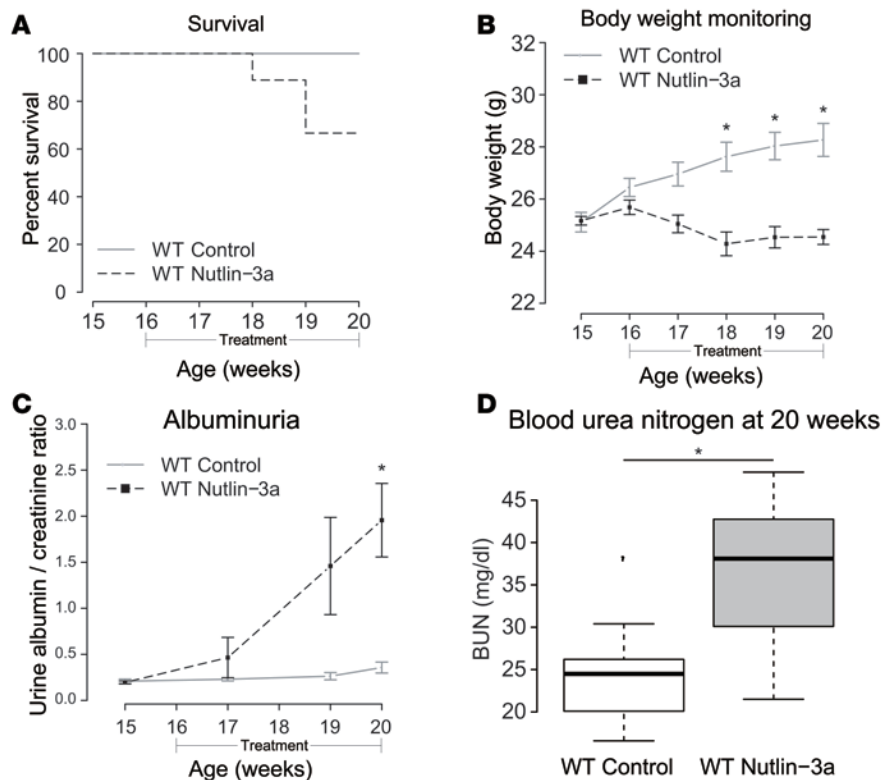 A
Survival
100
80
60
40
20
0
Percent survival
WT Control
WT Nutlin-3a
15 16 17 18 19 20
Treatment
Age (weeks)
B
Body weight monitoring
32
30
28
26
24
22
Body weight (g)
WT Control
WT Nutlin-3a
* * *
15 16 17 18 19 20
Treatment
Age (weeks)
C
Albuminuria
3.0
2.5
2.0
1.5
1.0
0.5
0.0
Urine albumin / creatinine ratio
WT Control
WT Nutlin-3a
*
15 16 17 18 19 20
Treatment
Age (weeks)
D
Blood urea nitrogen at 20 weeks
*
45
40
35
30
25
20
BUN (mg/dl)
WT Control WT Nutlin-3a